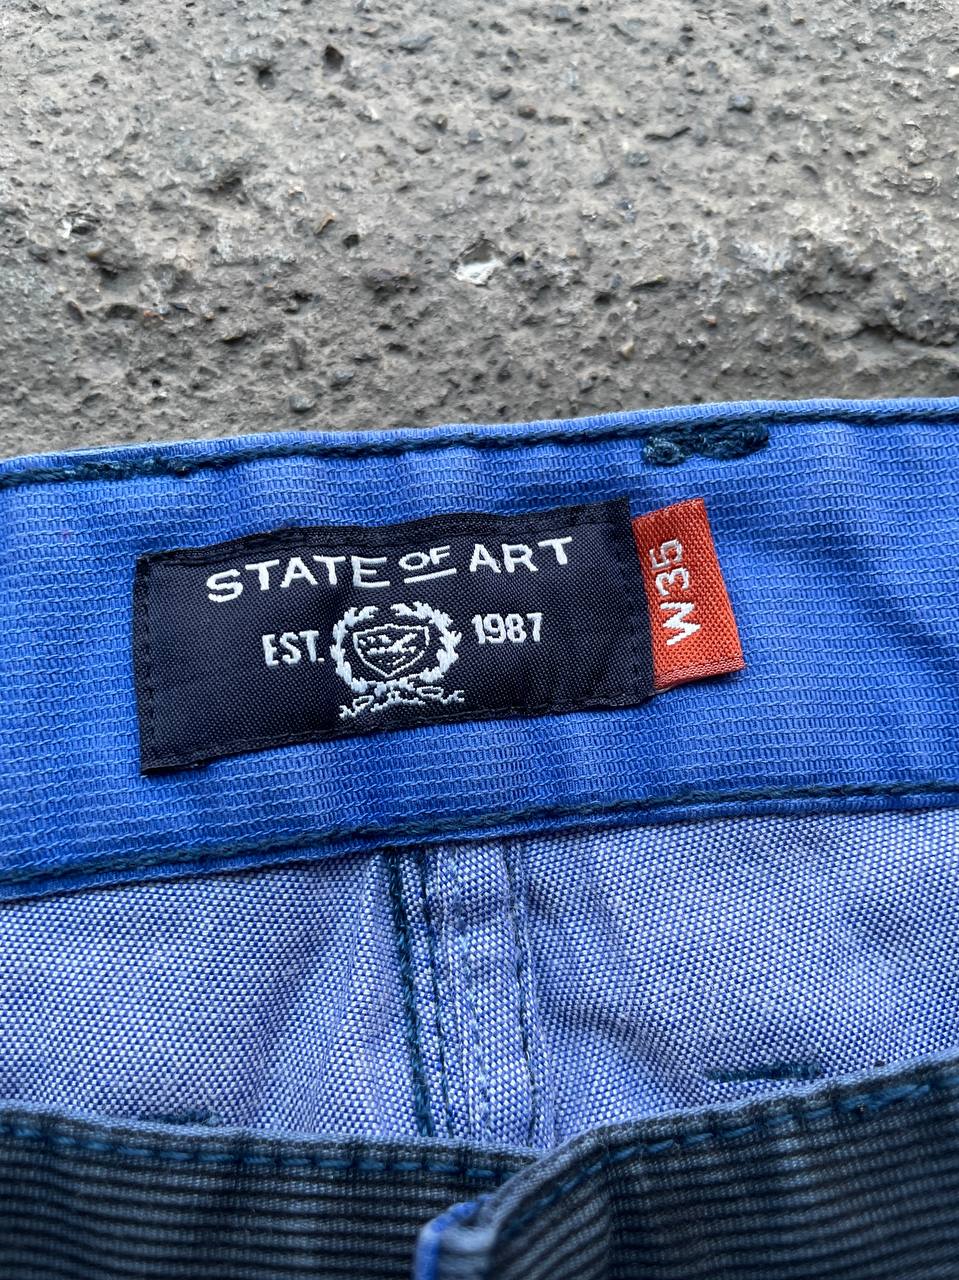 STATE OF ART
EST. 1987
W35